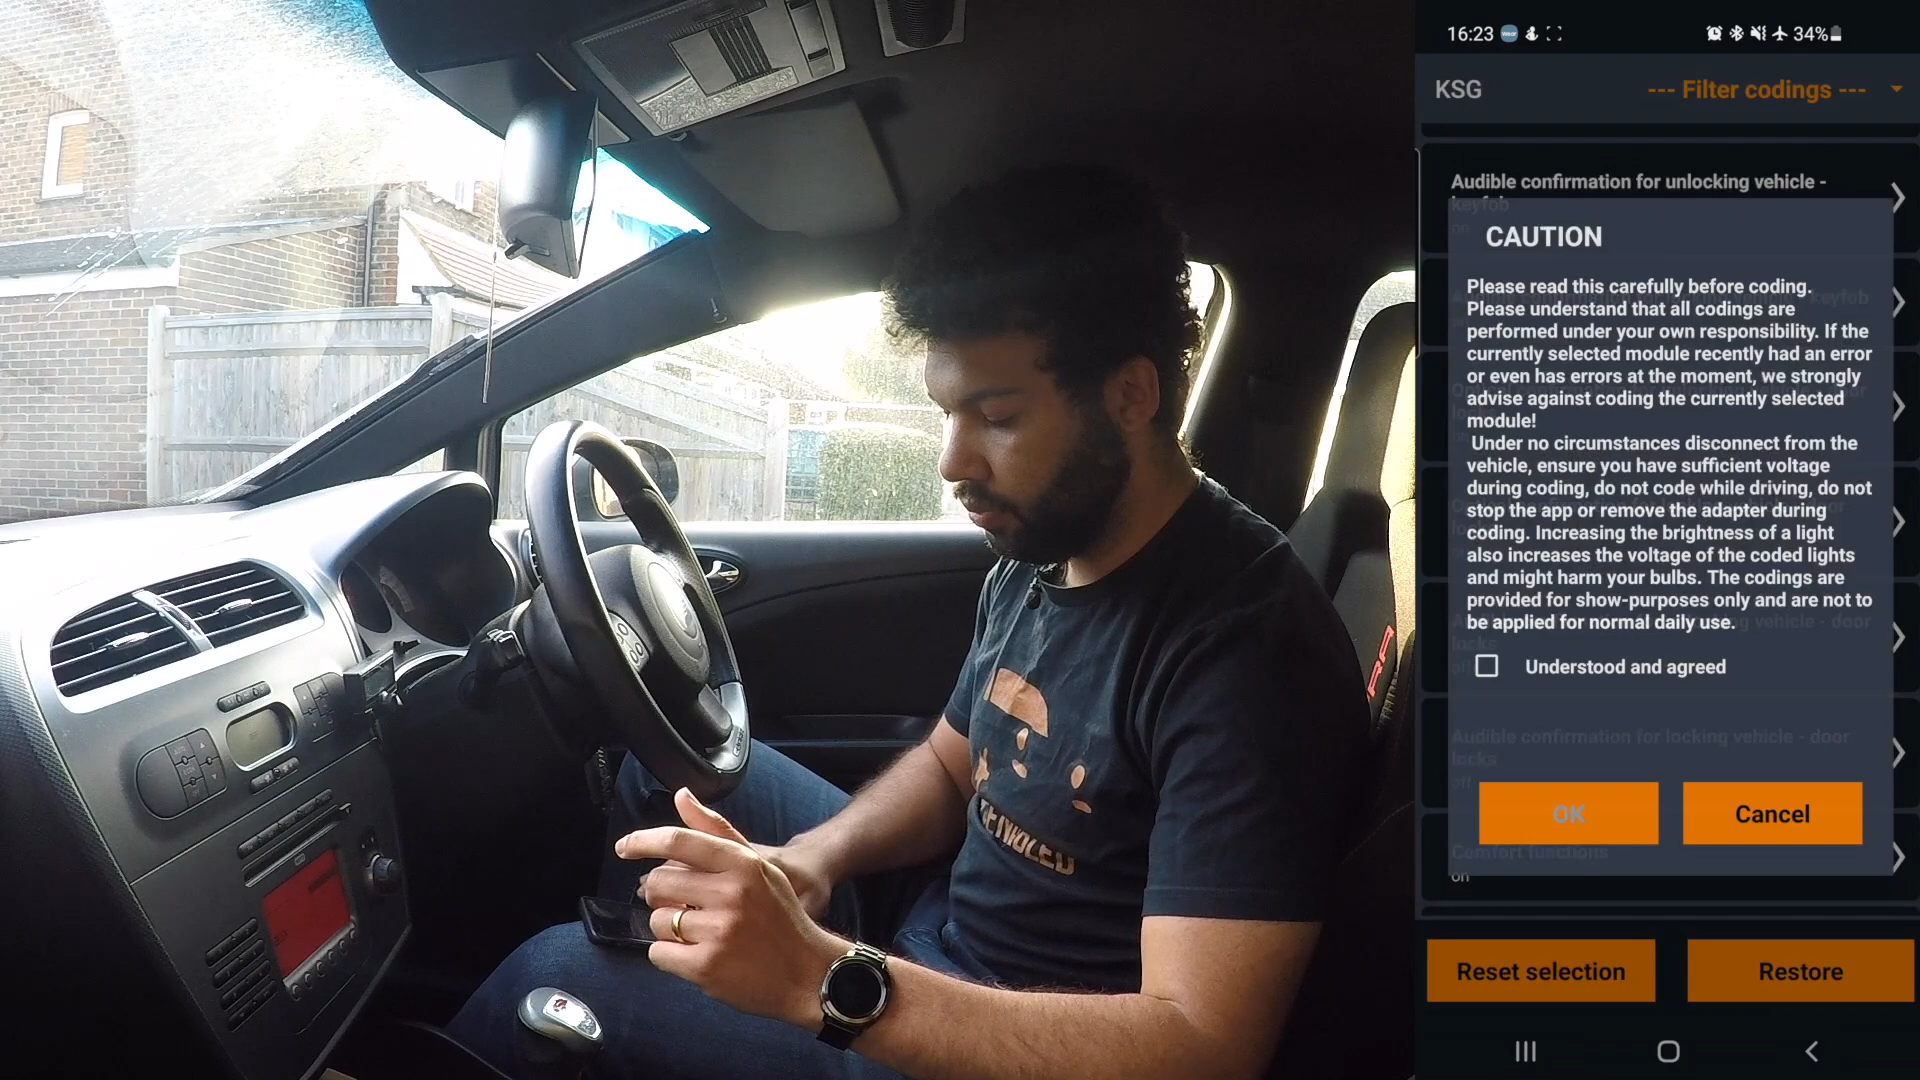 16:23
34%
KSG
--- Filter codings ---
Audible confirmation for unlocking vehicle -
keyfob
on
CAUTION
Please read this carefully before coding.
Please understand that all codings are
performed under your own responsibility. If the
currently selected module recently had an error
or even has errors at the moment, we strongly
advise against coding the currently selected
module!
Under no circumstances disconnect from the
vehicle, ensure you have sufficient voltage
during coding, do not code while driving, do not
stop the app or remove the adapter during
coding. Increasing the brightness of a light
also increases the voltage of the coded lights
and might harm your bulbs. The codings are
provided for show-purposes only and are not to
be applied for normal daily use.
Understood and agreed
Audible confirmation for locking vehicle - door
locks
off
OK
Cancel
Comfort functions
on
Reset selection
Restore